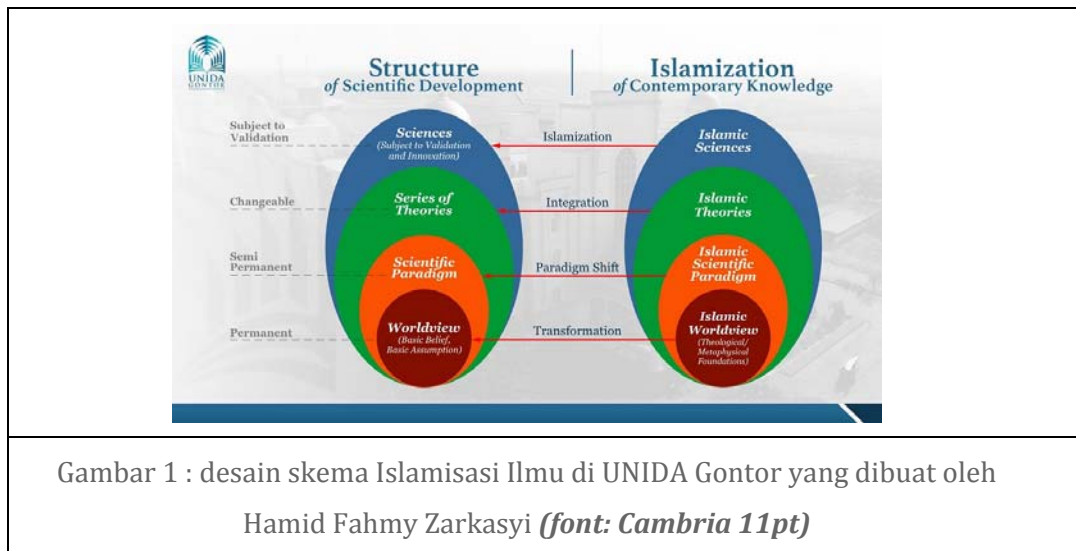 UNIDA
GONTOR
Structure
of Scientific Development
Islamization
of Contemporary Knowledge
Subject to
Validation
Sciences
(Subject to Validation
and Innovation)
Islamization
Islamic
Sciences
Changeable
Series of
Theories
Integration
Islamic
Theories
Semi
Permanent
Scientific
Paradigm
Paradigm Shift
Islamic
Scientific
Paradigm
Permanent
Worldview
(Basic Belief,
Basic Assumption)
Transformation
Islamic
Worldview
(Theological/
Metaphysical
Foundations)
Gambar 1 : desain skema Islamisasi Ilmu di UNIDA Gontor yang dibuat oleh
Hamid Fahmy Zarkasyi (font: Cambria 11pt)